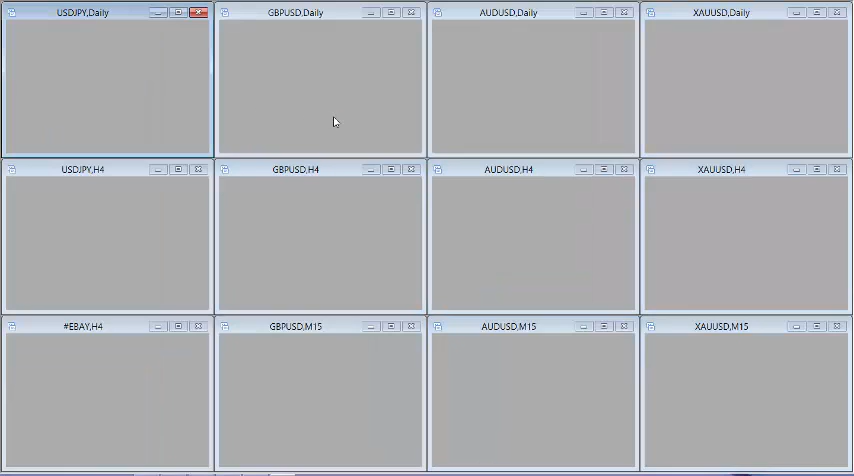 USDJPY,Daily
GBPUSD,Daily
AUDUSD,Daily
XAUUSD,Daily
USDJPY,H4
GBPUSD,H4
AUDUSD,H4
XAUUSD,H4
#EBAY,H4
GBPUSD,M15
AUDUSD,M15
XAUUSD,M15